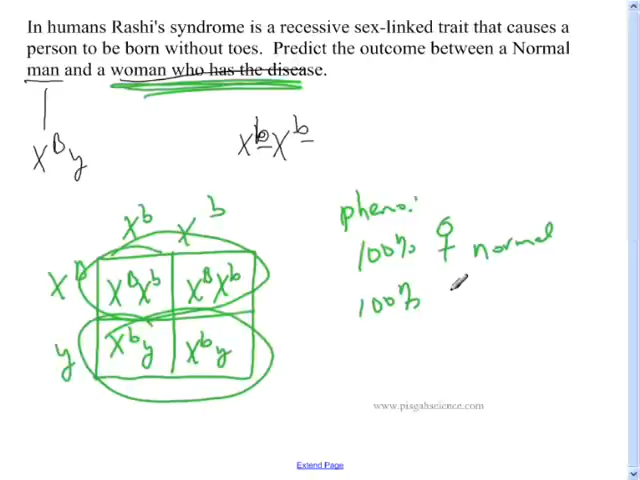 In humans Rashi's syndrome is a recessive sex-linked trait that causes a
person to be born without toes. Predict the outcome between a Normal
man and a woman who has the disease.
X^B y
X^b X^b
X^b X^b
pheno:
100% ♀ normal
X^B X^B X^b X^B X^b
100%
y X^b y X^b y
www.pisgahscience.com
Extend Page